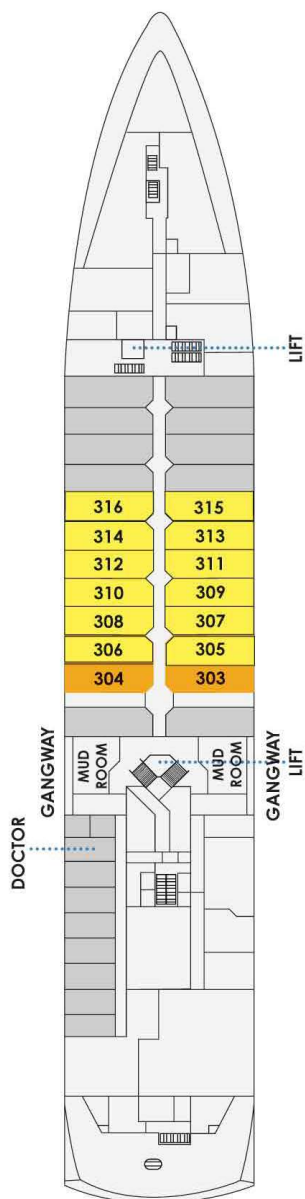 LIFT
316 315
314 313
312 311
310 309
308 307
306 305
304 303
GANGWAY
MUD
ROOM
MUD
ROOM
LIFT
GANGWAY
DOCTOR